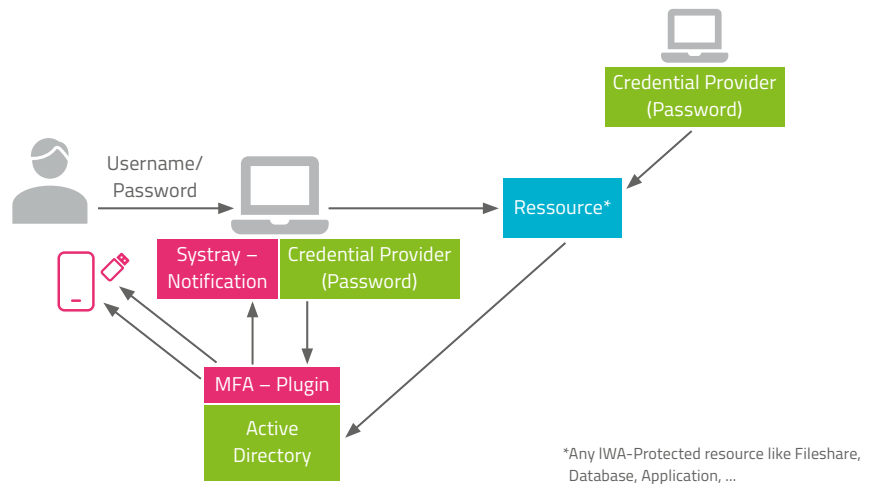 Credential Provider
(Password)
Username/
Password
Ressource*
Systray –
Notification
Credential Provider
(Password)
MFA – Plugin
Active
Directory
*Any IWA-Protected resource like Fileshare,
Database, Application, ...